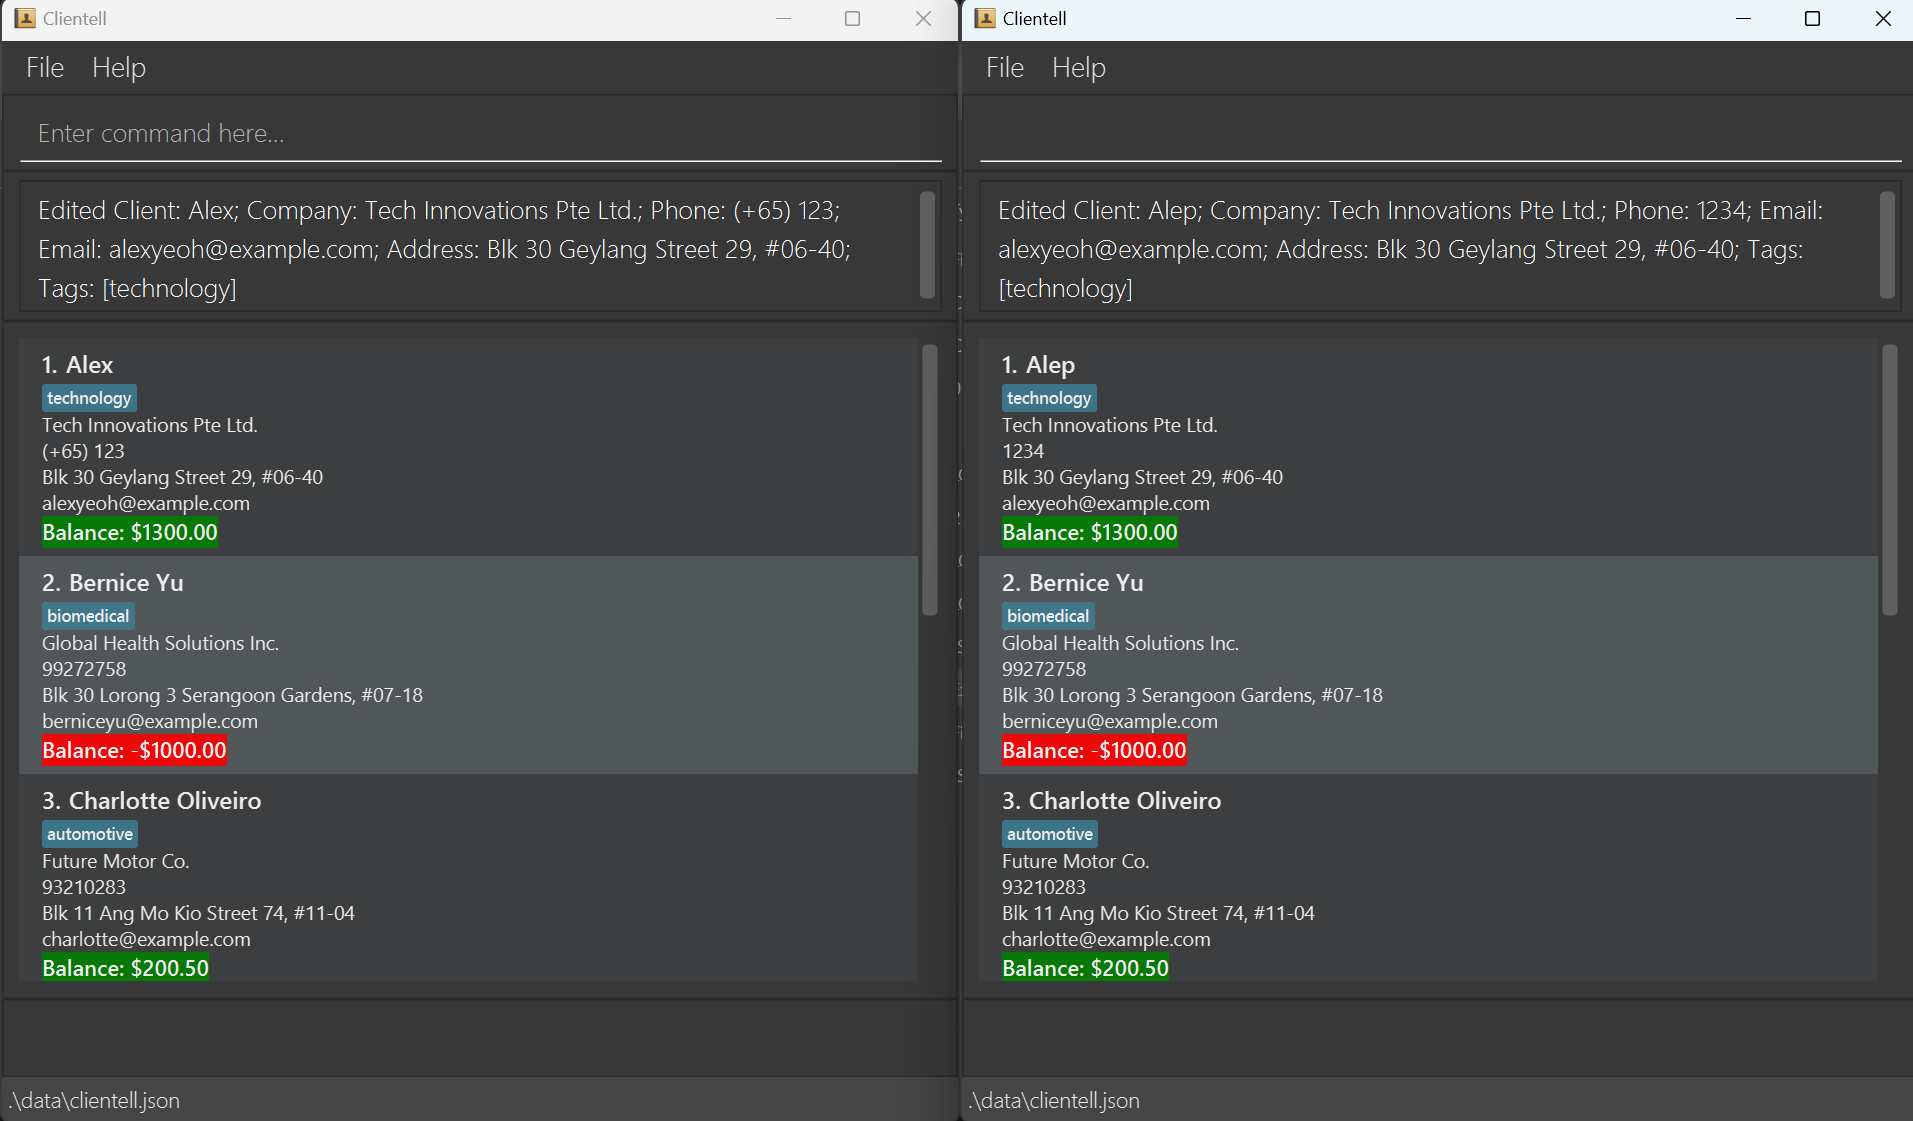 Clientell
File Help
Enter command here...
Edited Client: Alex; Company: Tech Innovations Pte Ltd.; Phone: (+65) 123;
Email: alexyeoh@example.com; Address: Blk 30 Geylang Street 29, #06-40;
Tags: [technology]
1. Alex
technology
Tech Innovations Pte Ltd.
(+65) 123
Blk 30 Geylang Street 29, #06-40
alexyeoh@example.com
Balance: $1300.00
2. Bernice Yu
biomedical
Global Health Solutions Inc.
99272758
Blk 30 Lorong 3 Serangoon Gardens, #07-18
berniceyu@example.com
Balance: -$1000.00
3. Charlotte Oliveiro
automotive
Future Motor Co.
93210283
Blk 11 Ang Mo Kio Street 74, #11-04
charlotte@example.com
Balance: $200.50
.\data\clientell.json
Clientell
File Help
Edited Client: Alep; Company: Tech Innovations Pte Ltd.; Phone: 1234; Email:
alexyeoh@example.com; Address: Blk 30 Geylang Street 29, #06-40; Tags:
[technology]
1. Alep
technology
Tech Innovations Pte Ltd.
1234
Blk 30 Geylang Street 29, #06-40
alexyeoh@example.com
Balance: $1300.00
2. Bernice Yu
biomedical
Global Health Solutions Inc.
99272758
Blk 30 Lorong 3 Serangoon Gardens, #07-18
berniceyu@example.com
Balance: -$1000.00
3. Charlotte Oliveiro
automotive
Future Motor Co.
93210283
Blk 11 Ang Mo Kio Street 74, #11-04
charlotte@example.com
Balance: $200.50
.\data\clientell.json